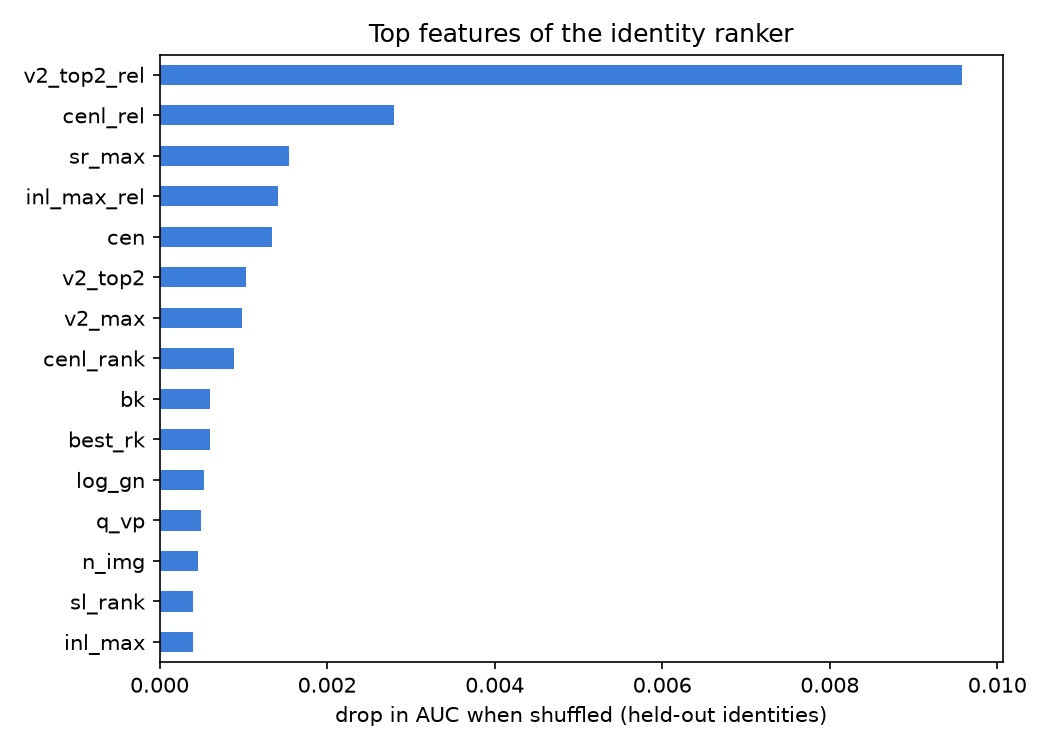 Top features of the identity ranker
v2_top2_rel
cenl_rel
sr_max
inl_max_rel
cen
v2_top2
v2_max
cenl_rank
bk
best_rk
log_gn
q_vp
n_img
sl_rank
inl_max
0.000 0.002 0.004 0.006 0.008 0.010
drop in AUC when shuffled (held-out identities)